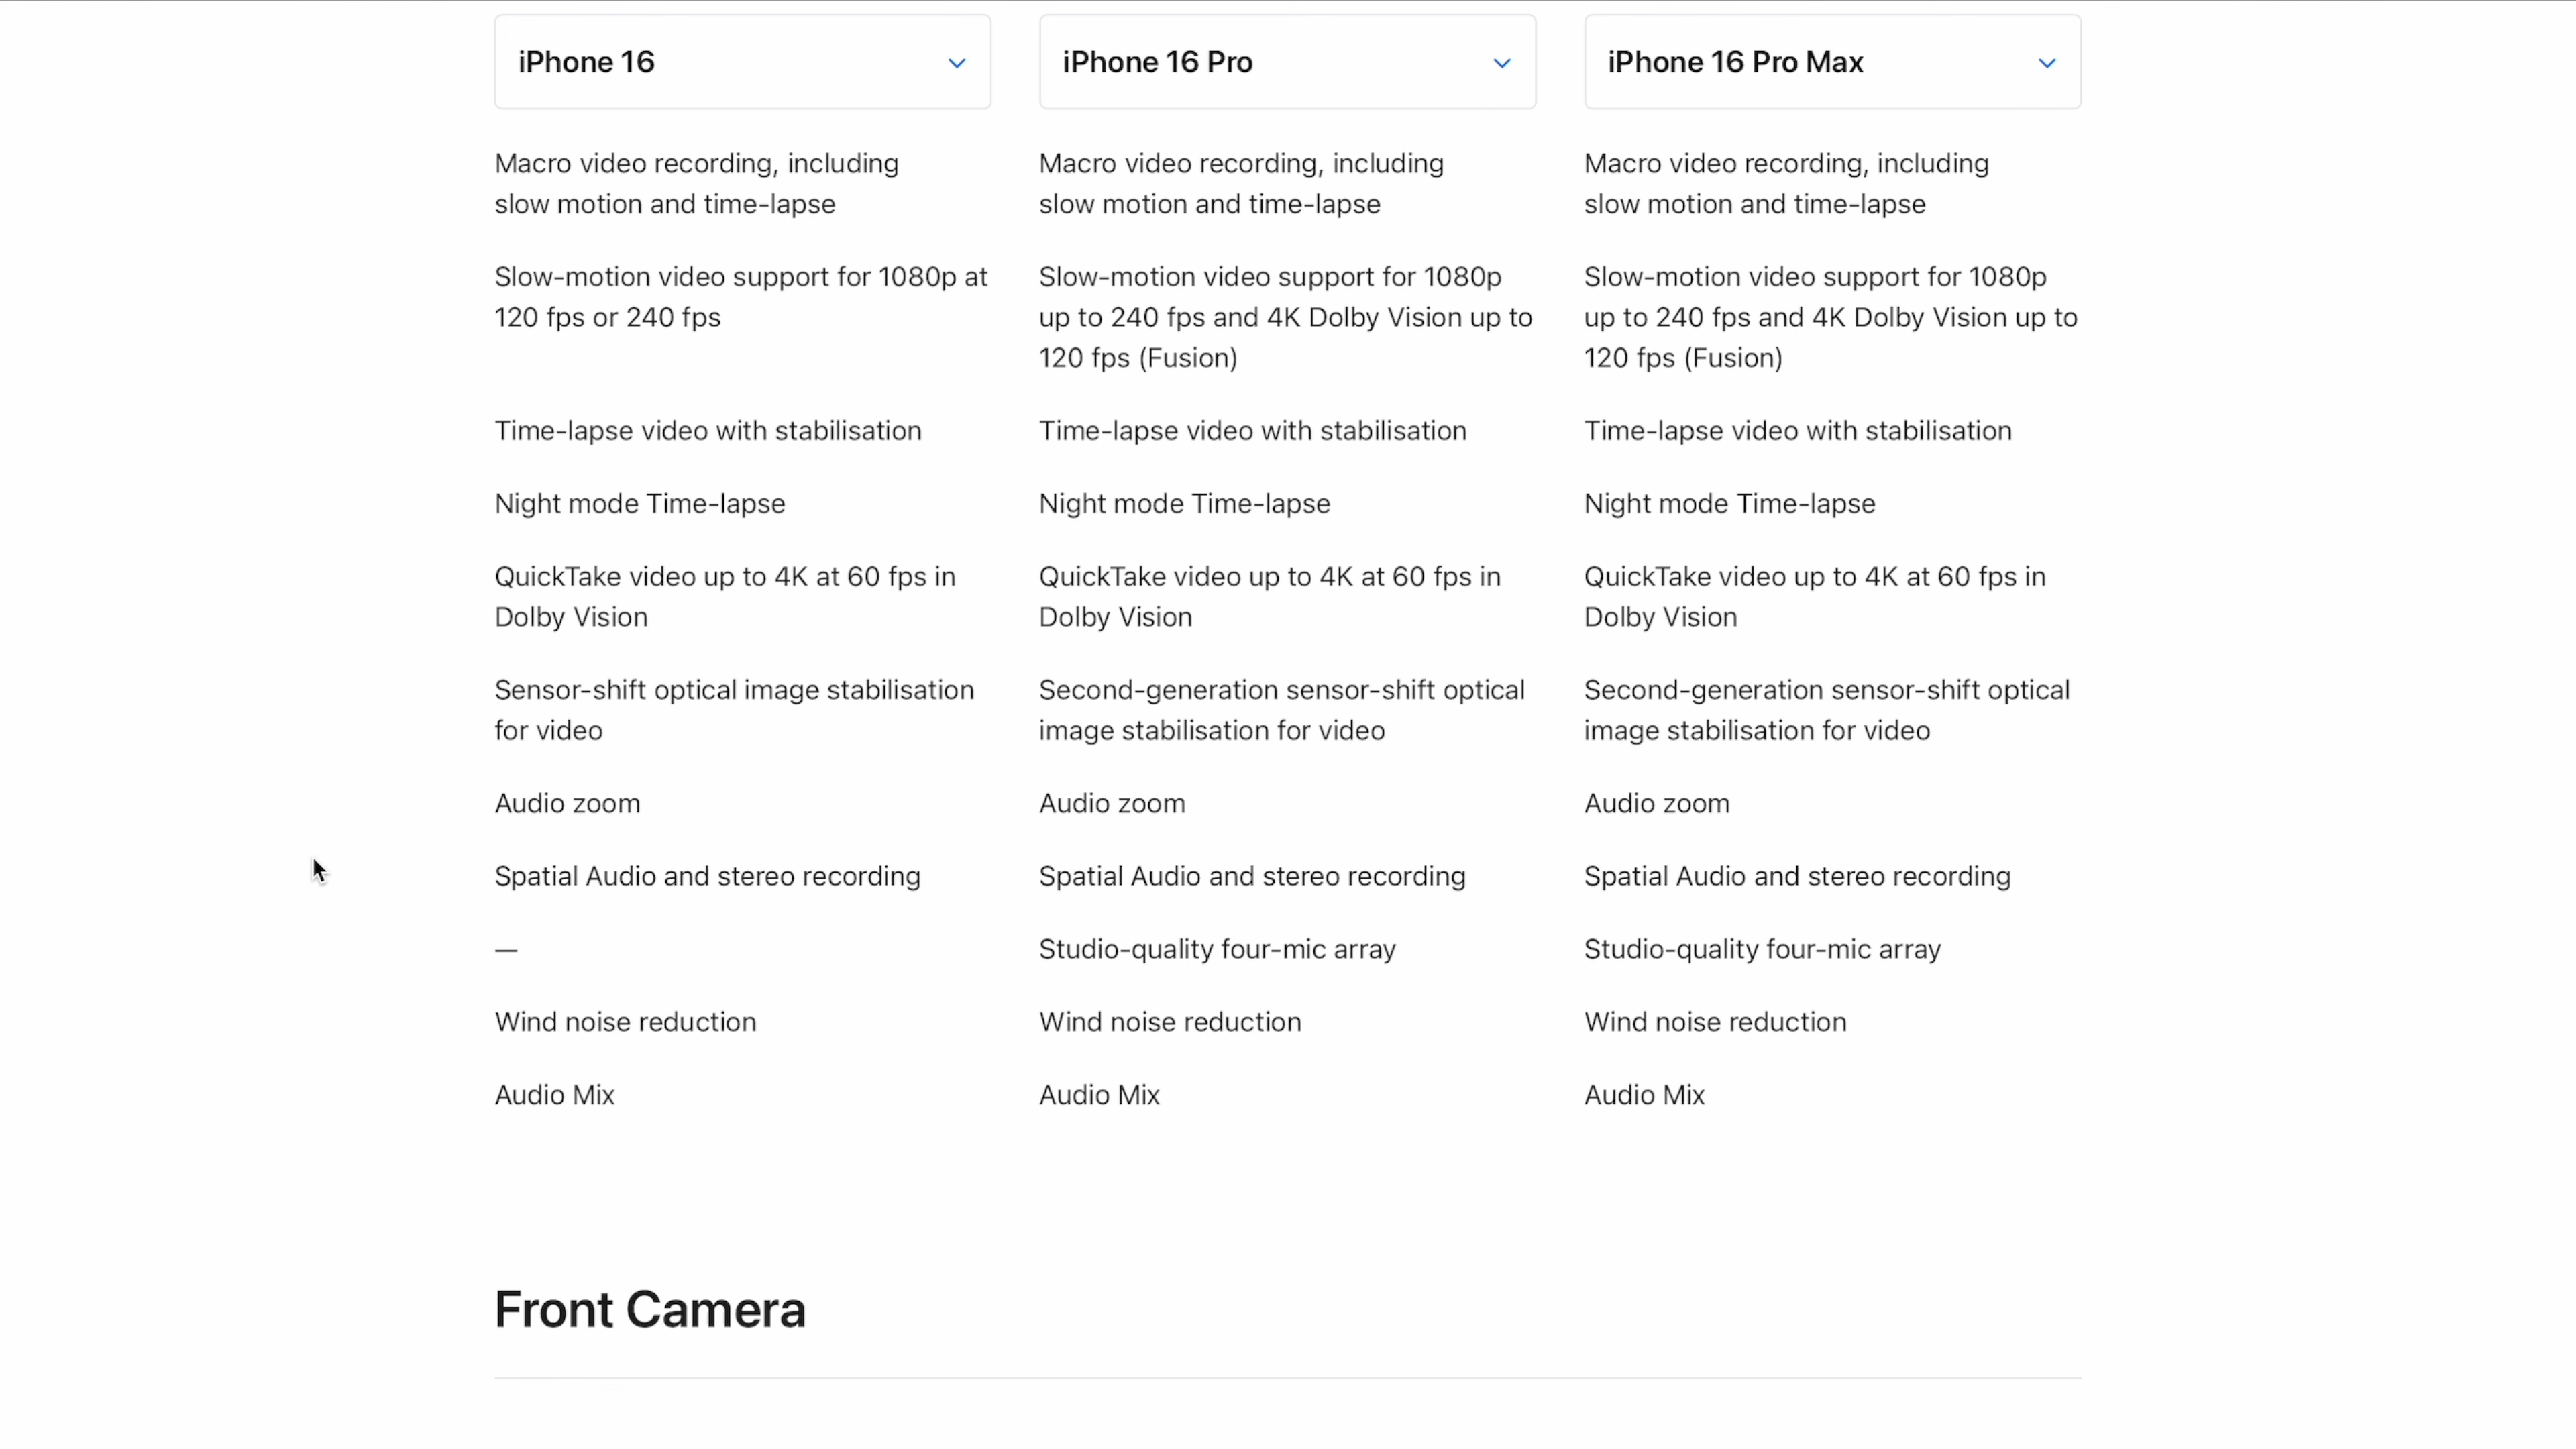 iPhone 16
iPhone 16 Pro
iPhone 16 Pro Max
Macro video recording, including
slow motion and time-lapse
Macro video recording, including
slow motion and time-lapse
Macro video recording, including
slow motion and time-lapse
Slow-motion video support for 1080p at
120 fps or 240 fps
Slow-motion video support for 1080p
up to 240 fps and 4K Dolby Vision up to
120 fps (Fusion)
Slow-motion video support for 1080p
up to 240 fps and 4K Dolby Vision up to
120 fps (Fusion)
Time-lapse video with stabilisation
Time-lapse video with stabilisation
Time-lapse video with stabilisation
Night mode Time-lapse
Night mode Time-lapse
Night mode Time-lapse
QuickTake video up to 4K at 60 fps in
Dolby Vision
QuickTake video up to 4K at 60 fps in
Dolby Vision
QuickTake video up to 4K at 60 fps in
Dolby Vision
Sensor-shift optical image stabilisation
for video
Second-generation sensor-shift optical
image stabilisation for video
Second-generation sensor-shift optical
image stabilisation for video
Audio zoom
Audio zoom
Audio zoom
Spatial Audio and stereo recording
Spatial Audio and stereo recording
Spatial Audio and stereo recording
—
Studio-quality four-mic array
Studio-quality four-mic array
Wind noise reduction
Wind noise reduction
Wind noise reduction
Audio Mix
Audio Mix
Audio Mix
Front Camera